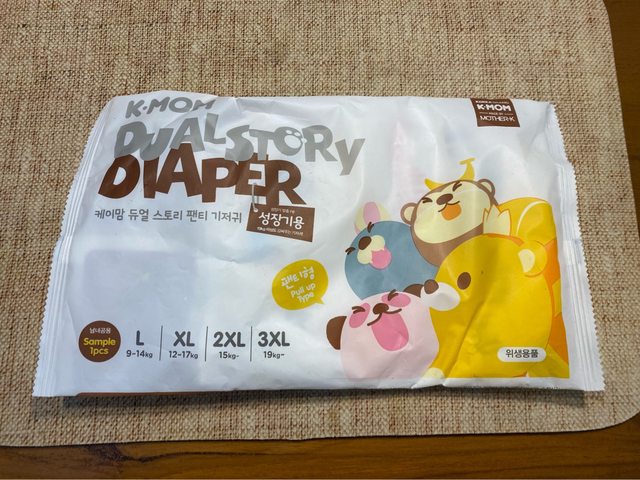 K·MOM
DUALSTORY
DIAPER
케이맘 듀얼 스토리 팬티 기저귀
성장기용
K·MOM
MADE BY
MOTHER-K
팬티형
Pull up
Type
남녀공용
Sample
1pcs
L
9-14kg
XL
12-17kg
2XL
15kg-
3XL
19kg~
위생용품